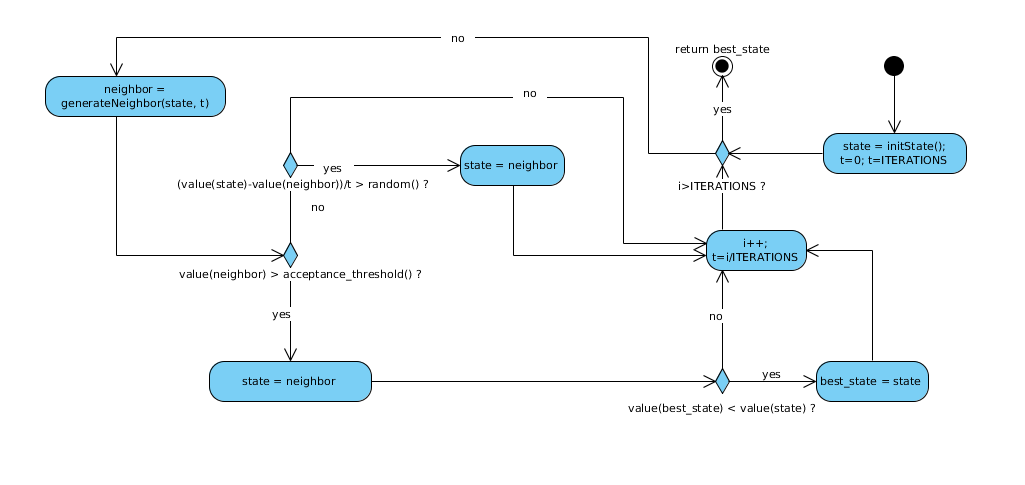 no
return best_state
neighbor =
generateNeighbor(state, t)
no
yes
state = initState();
t=0; t=ITERATIONS
yes
state = neighbor
(value(state)-value(neighbor))/t > random() ?
i>ITERATIONS ?
no
i++;
t=i/ITERATIONS
value(neighbor) > acceptance_threshold() ?
yes
no
state = neighbor
yes
best_state = state
value(best_state) < value(state) ?